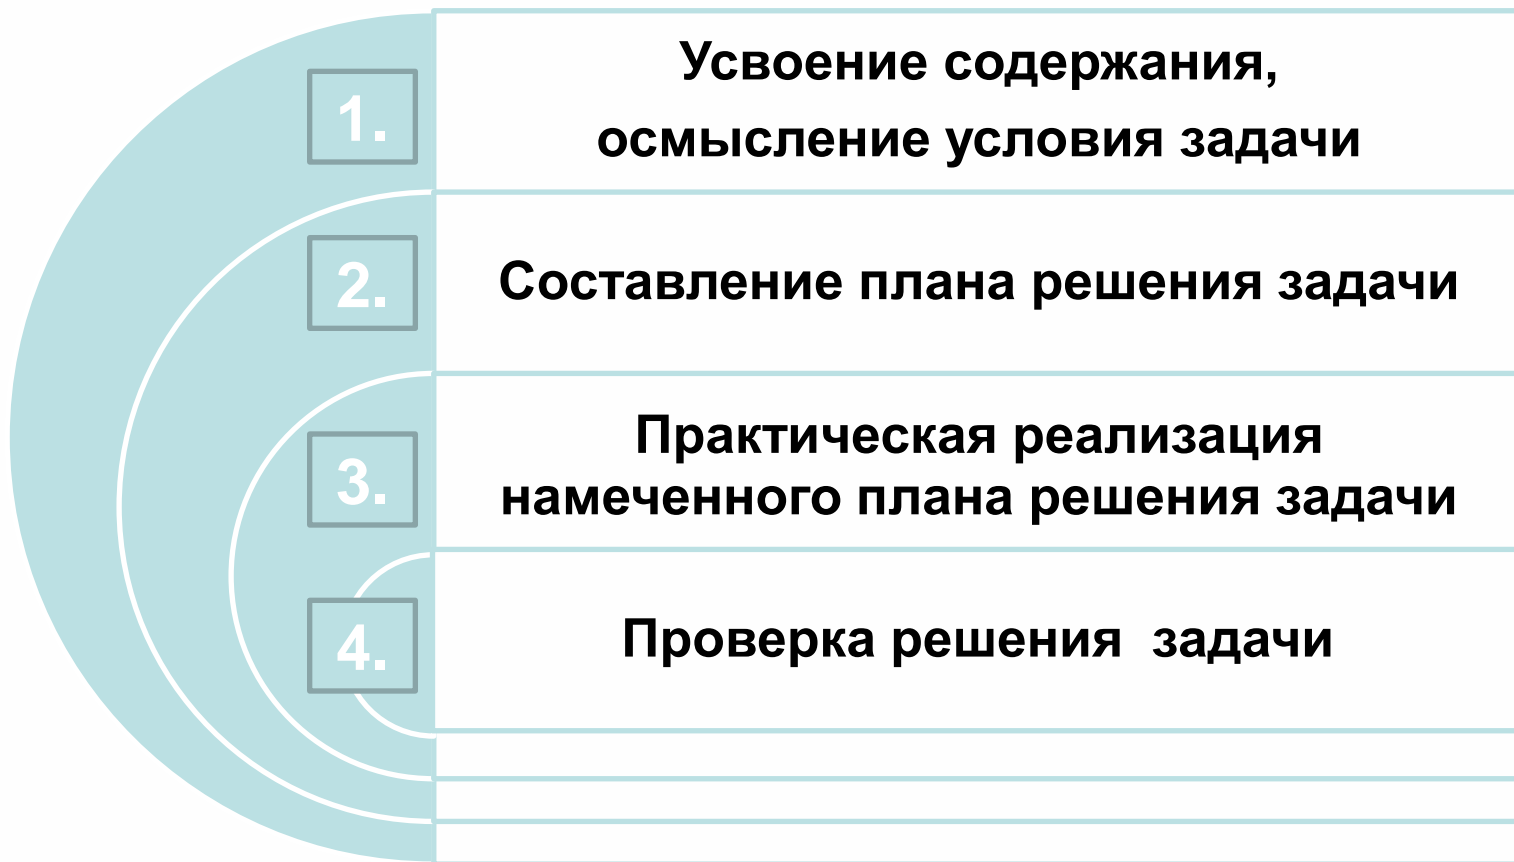 1.
Усвоение содержания,
осмысление условия задачи
2.
Составление плана решения задачи
3.
Практическая реализация
намеченного плана решения задачи
4.
Проверка решения  задачи